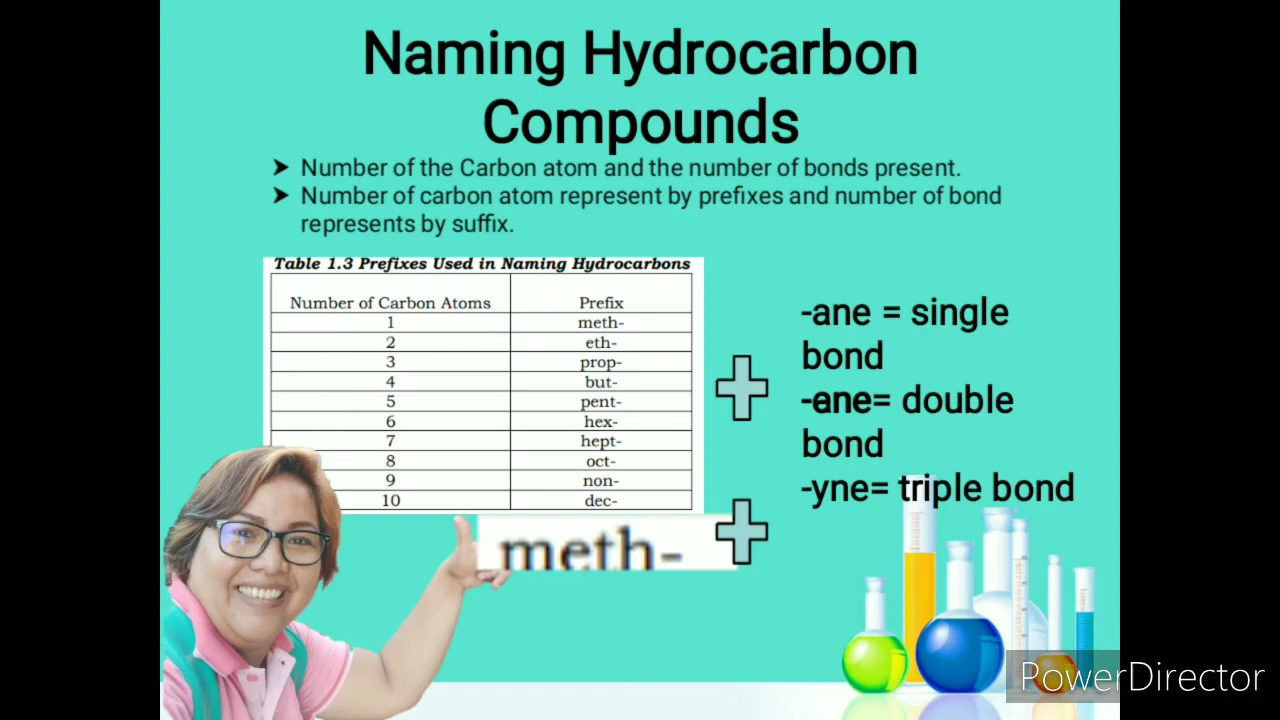 Naming Hydrocarbon
Compounds
➤ Number of the Carbon atom and the number of bonds present.
➤ Number of carbon atom represent by prefixes and number of bond
represents by suffix.
Table 1.3 Prefixes Used in Naming Hydrocarbons
Number of Carbon Atoms Prefix
1 meth-
2 eth-
3 prop-
4 but-
5 pent-
6 hex-
7 hept-
8 oct-
9 non-
10 dec-
-ane = single
bond
-ane= double
bond
-yne= triple bond
meth-
PowerDirector